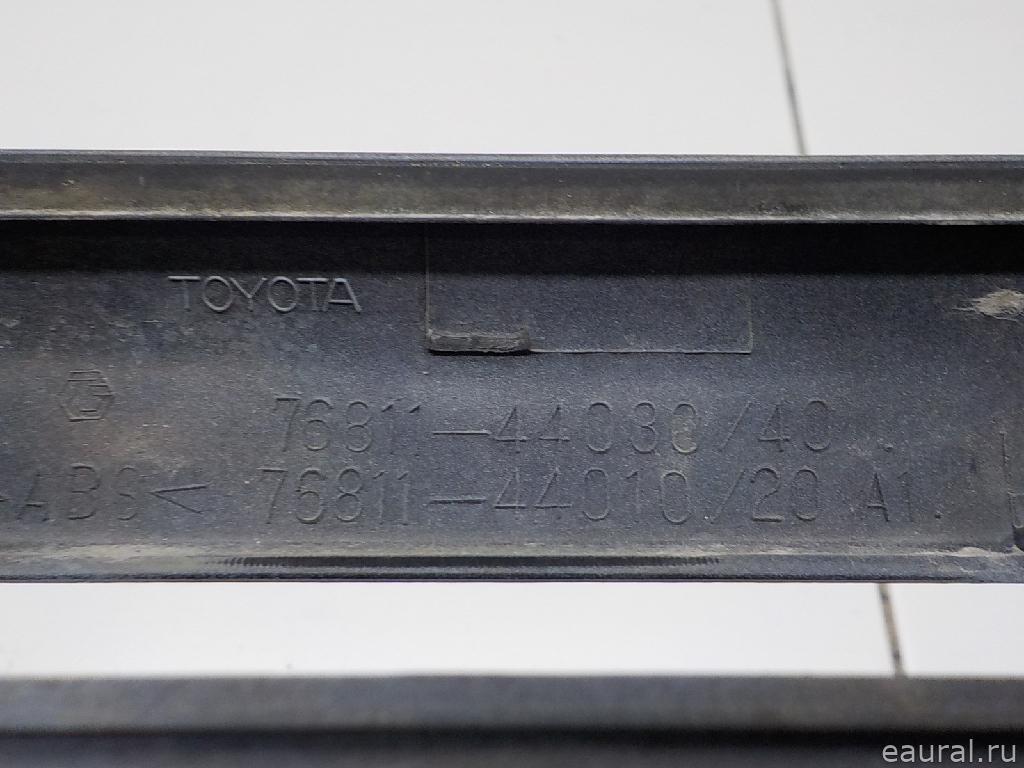 TOYOTA
76811-44030/40 .
>ABS< 76811-44010/20 A1.
eaural.ru